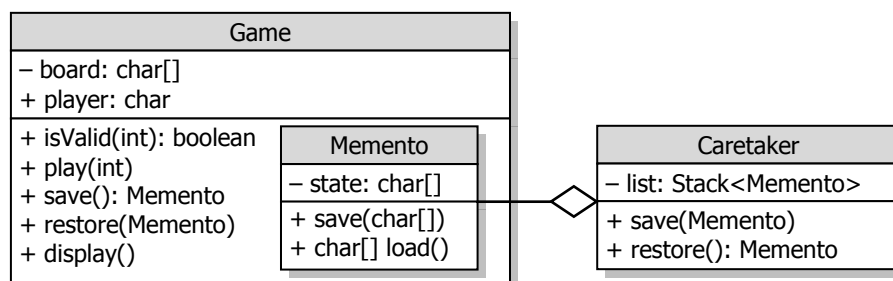 Game
– board: char[]
+ player: char
+ isValid(int): boolean
+ play(int)
+ save(): Memento
+ restore(Memento)
+ display()
Memento
– state: char[]
+ save(char[])
+ char[] load()
Caretaker
– list: Stack<Memento>
+ save(Memento)
+ restore(): Memento